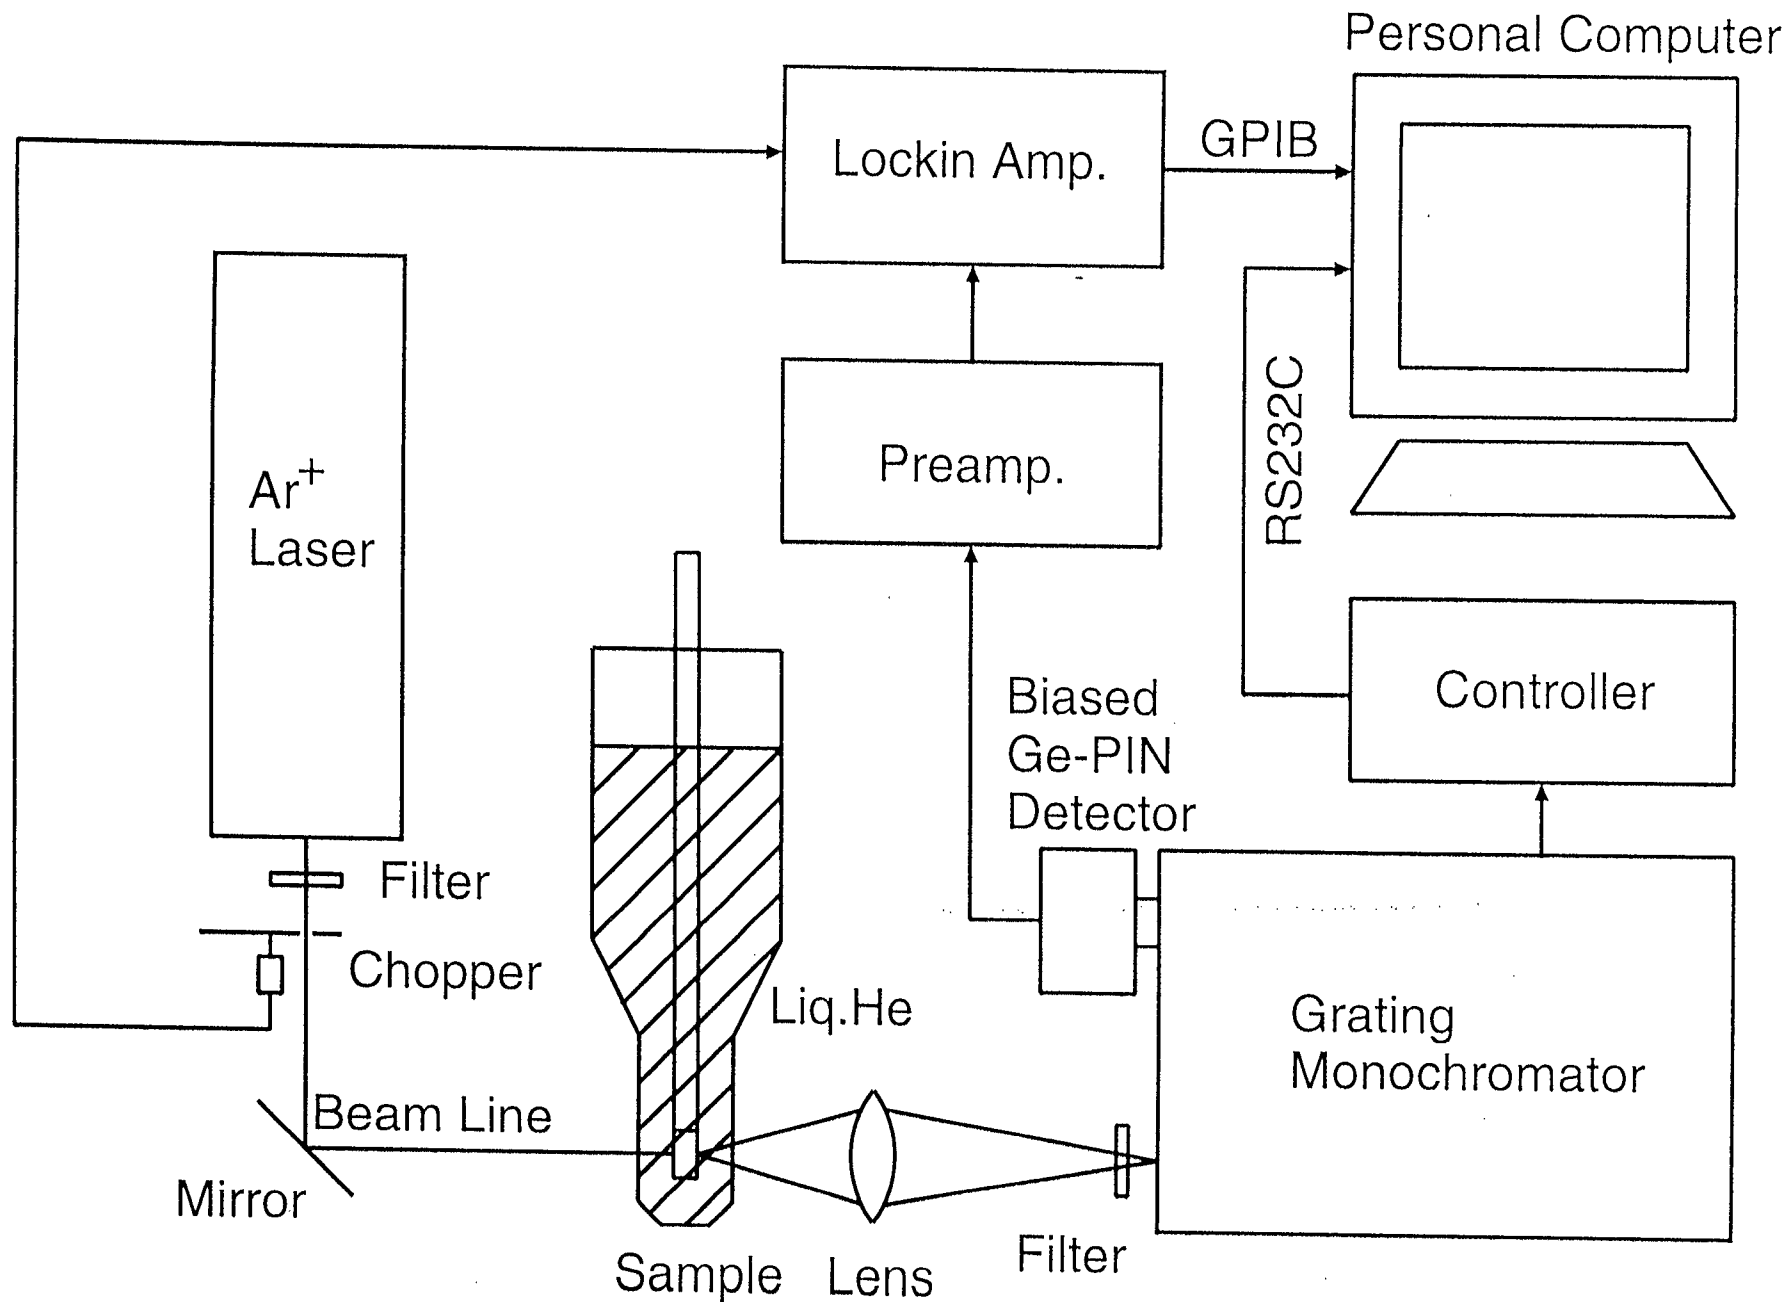 Personal Computer
Lockin Amp.
GPIB
Preamp.
RS232C
Ar+
Laser
Biased
Ge-PIN
Detector
Controller
Filter
Chopper
Liq.He
Grating
Monochromator
Beam Line
Mirror
Sample
Lens
Filter